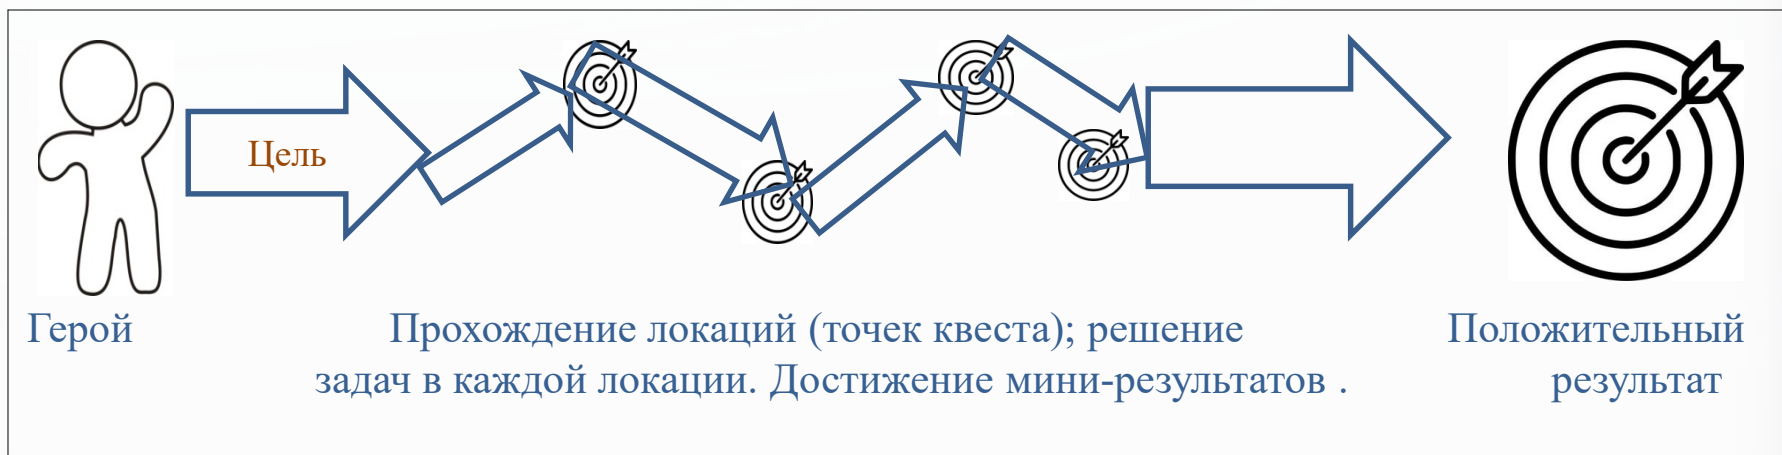 Цель
Герой
Прохождение локаций (точек квеста); решение
задач в каждой локации. Достижение мини-результатов .
Положительный
результат